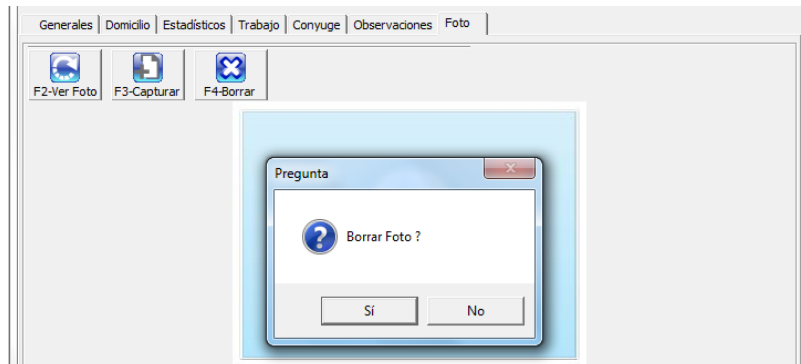 Generales Domicilio Estadísticos Trabajo Conyuge Observaciones Foto
F2-Ver Foto F3-Capturar F4-Borrar
Pregunta
Borrar Foto ?
Sí No